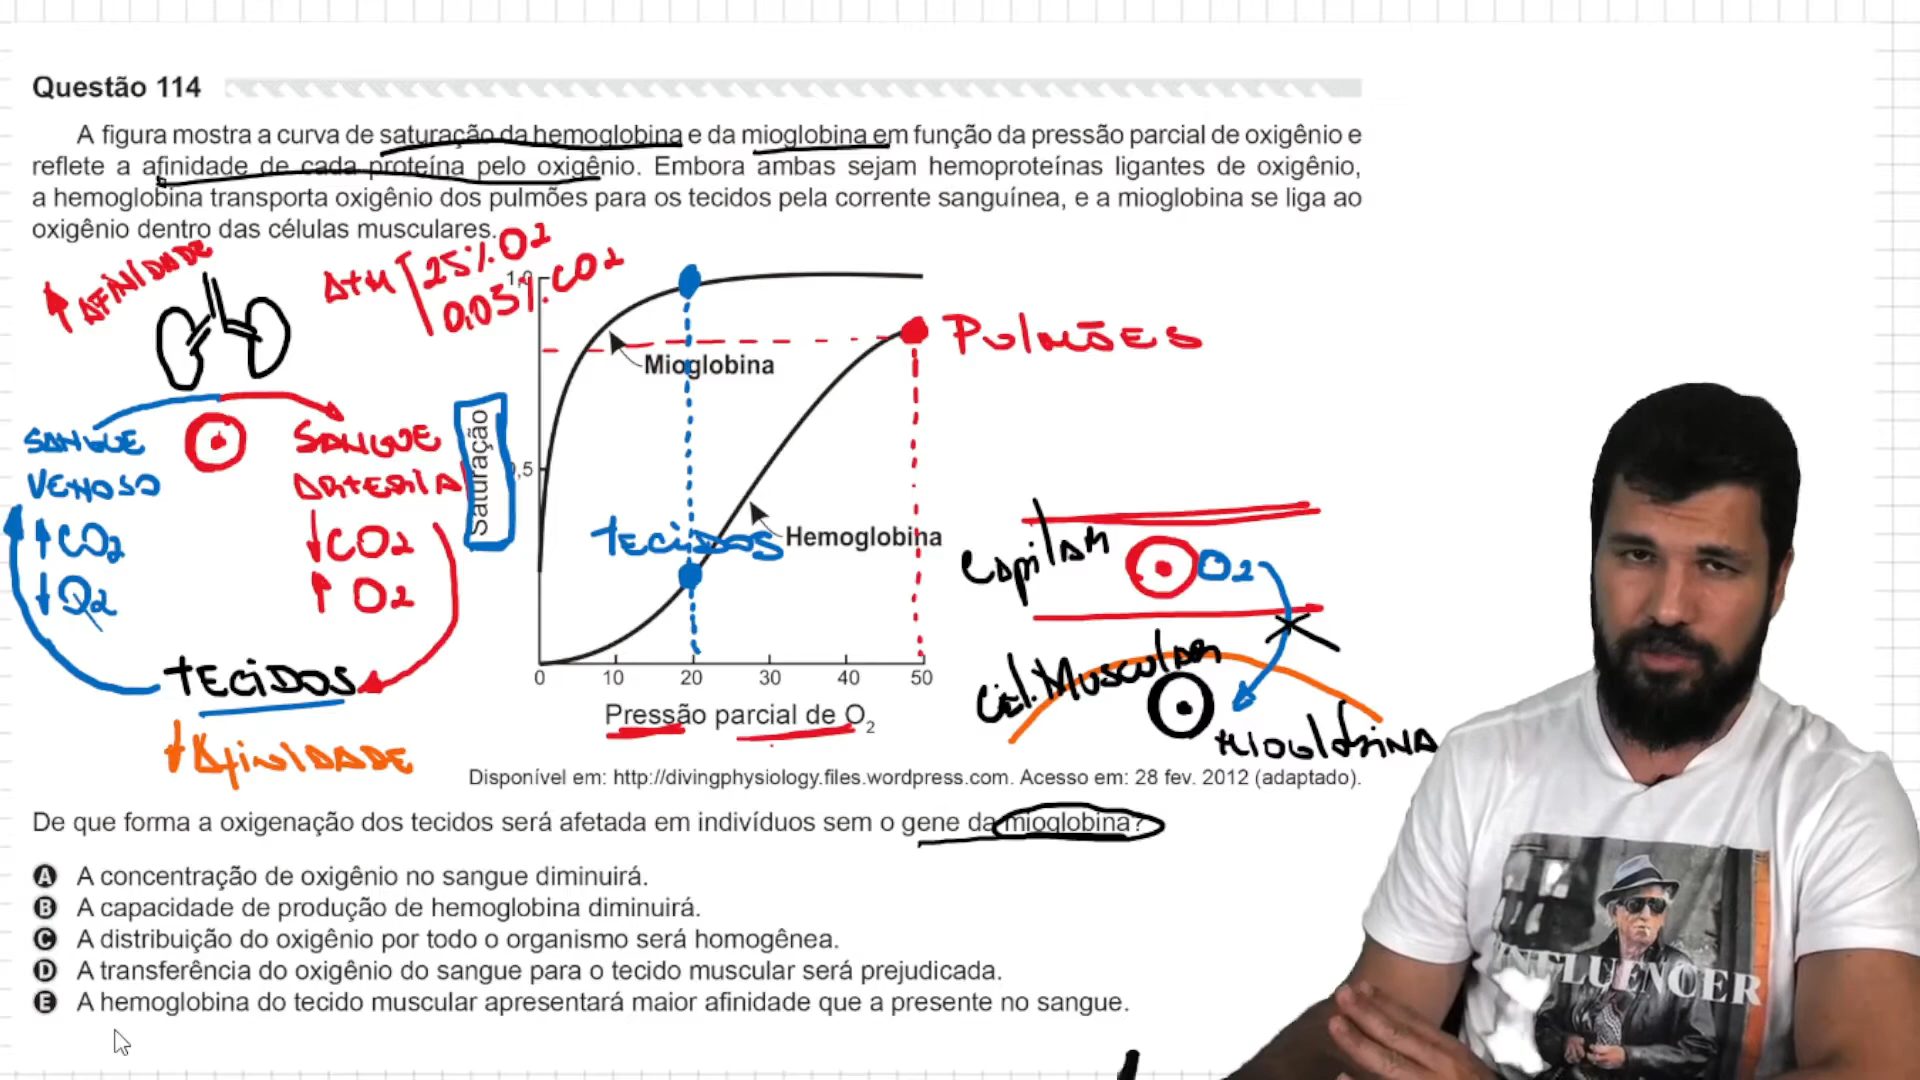 Questão 114
A figura mostra a curva de saturação da hemoglobina e da mioglobina em função da pressão parcial de oxigênio e
reflete a afinidade de cada proteína pelo oxigênio. Embora ambas sejam hemoproteínas ligantes de oxigênio,
a hemoglobina transporta oxigênio dos pulmões para os tecidos pela corrente sanguínea, e a mioglobina se liga ao
oxigênio dentro das células musculares.
↑ AFINIDADE
ATM 25% O2
0,03% CO2
1,0
PULMÕES
Mioglobina
SANGUE
VENOSO
↑CO2
↓O2
SANGUE
ARTERIA
↓CO2
↑ O2
Saturação
,5
TECIDOS
Hemoglobina
Capilar
O2
Cél. Muscular
MIOGLOBINA
TECIDOS
↓ AfiNIDADE
0 10 20 30 40 50
Pressão parcial de O2
Disponível em: http://divingphysiology.files.wordpress.com. Acesso em: 28 fev. 2012 (adaptado).
De que forma a oxigenação dos tecidos será afetada em indivíduos sem o gene da mioglobina?
A A concentração de oxigênio no sangue diminuirá.
B A capacidade de produção de hemoglobina diminuirá.
C A distribuição do oxigênio por todo o organismo será homogênea.
D A transferência do oxigênio do sangue para o tecido muscular será prejudicada.
E A hemoglobina do tecido muscular apresentará maior afinidade que a presente no sangue.
INFLUENCER